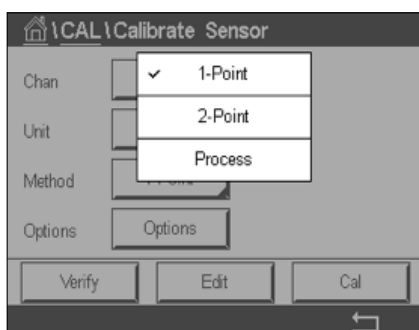 \CAL\Calibrate Sensor
Chan
1-Point
2-Point
Unit
Process
Method
Options Options
Verify Edit Cal